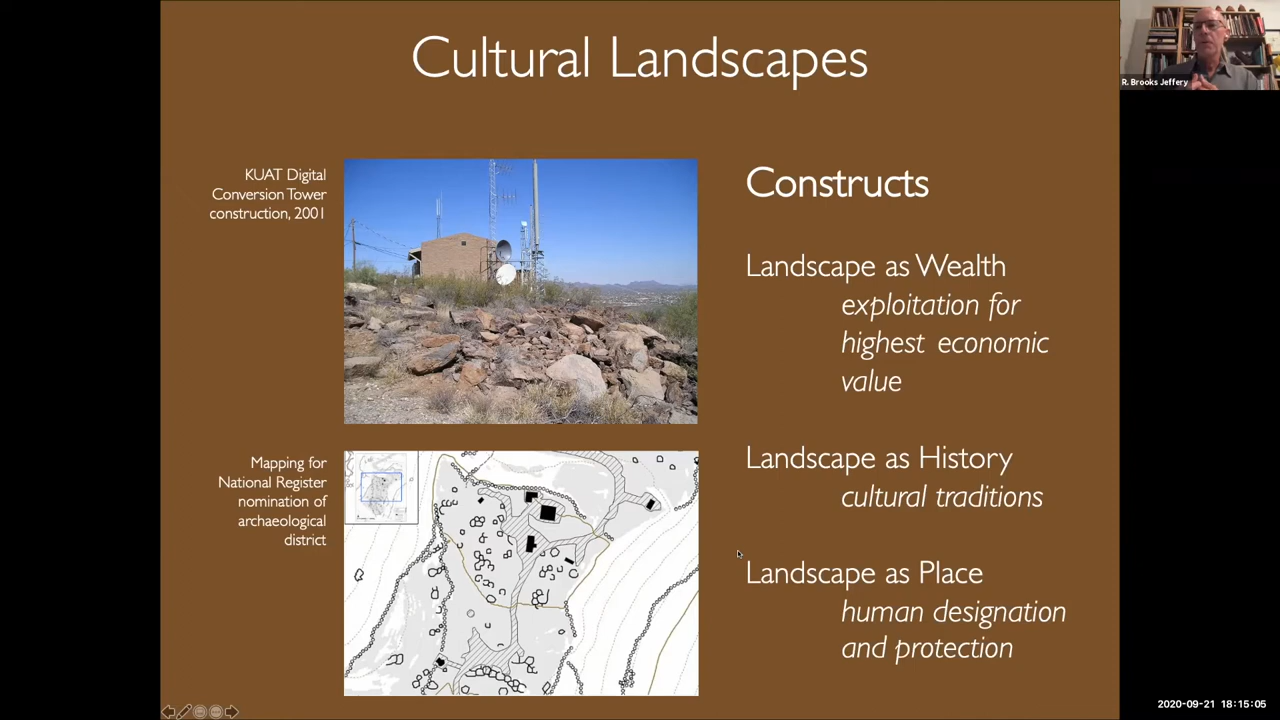 Cultural Landscapes
R. Brooks Jeffery
KUAT Digital
Conversion Tower
construction, 2001
Constructs
Landscape as Wealth
exploitation for
highest economic
value
Mapping for
National Register
nomination of
archaeological
district
Landscape as History
cultural traditions
Landscape as Place
human designation
and protection
2020-09-21 18:15:05